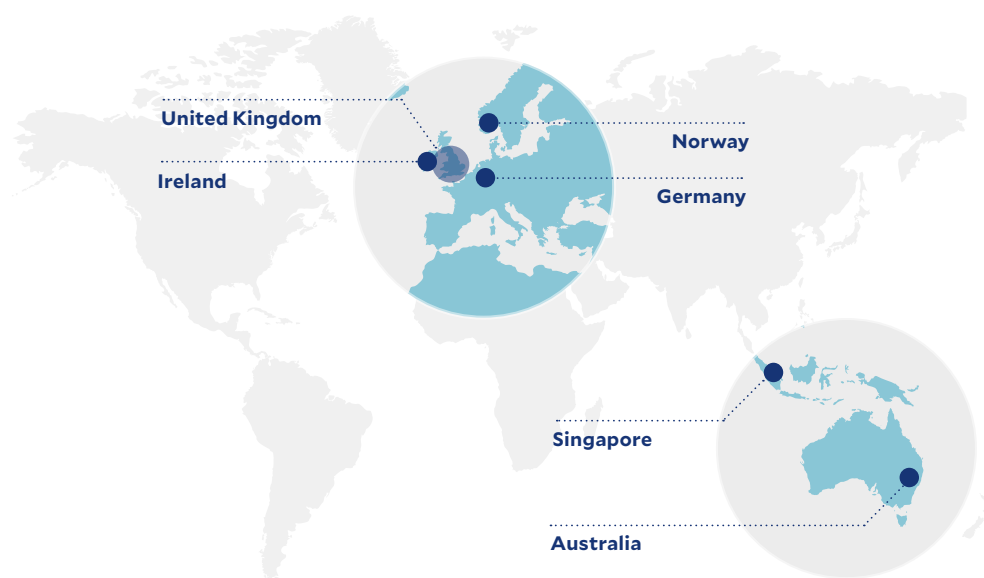 United Kingdom
Norway
Ireland
Germany
Singapore
Australia